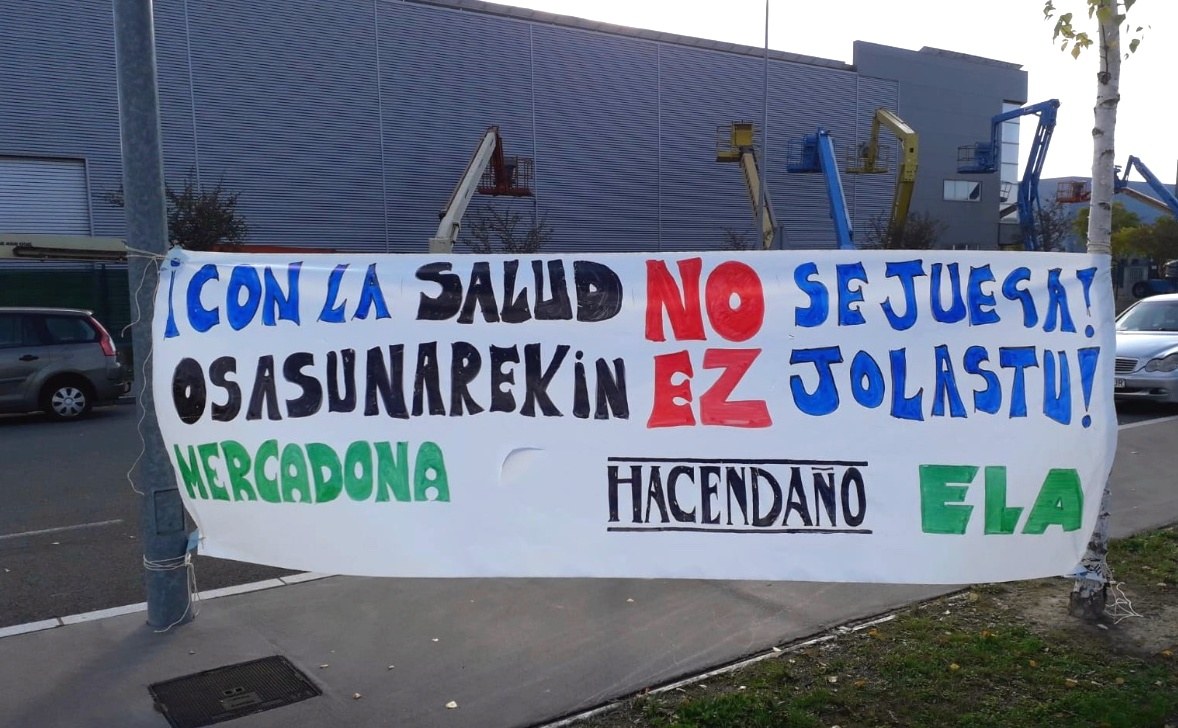 ¡CON LA SALUD NO SE JUEGA!
OSASUNAREKiN EZ JOLASTU!
MERCADONA HACENDAÑO ELA